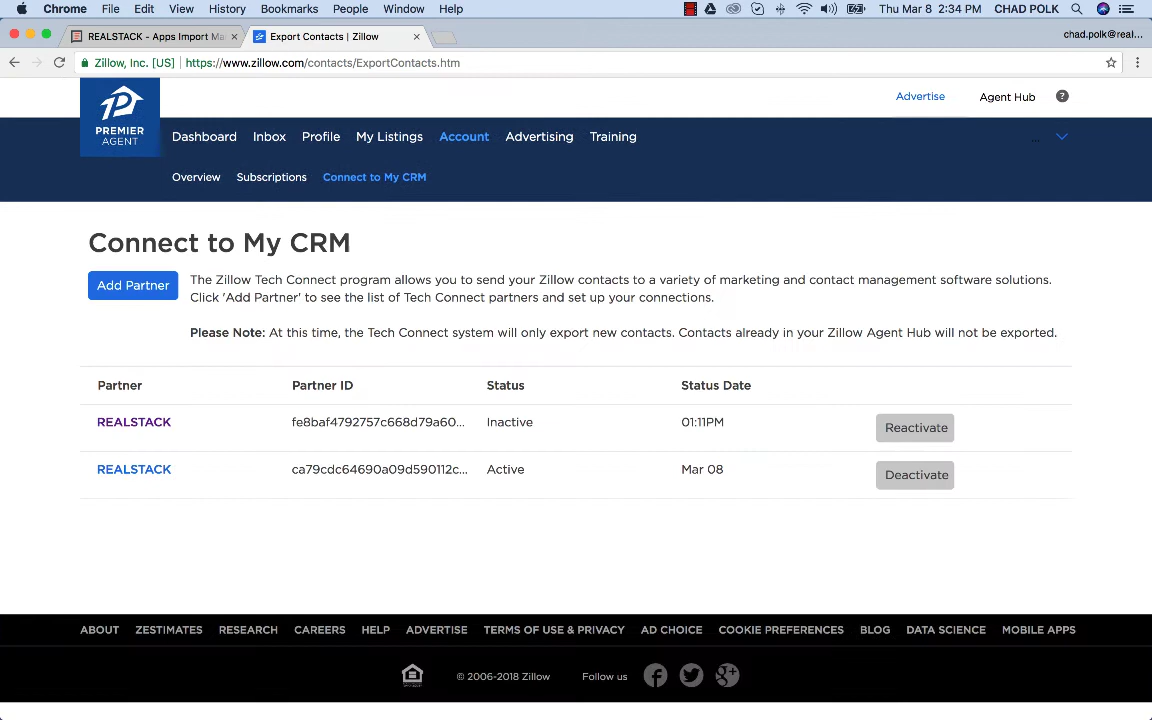 Chrome File Edit View History Bookmarks People Window Help Thu Mar 8 2:34 PM CHAD POLK
REALSTACK - Apps Import Ma
Export Contacts | Zillow
chad.polk@real...
Zillow, Inc. [US] https://www.zillow.com/contacts/ExportContacts.htm
PREMIER
AGENT
Advertise Agent Hub ?
Dashboard Inbox Profile My Listings Account Advertising Training ...
Overview Subscriptions Connect to My CRM
Connect to My CRM
Add Partner
The Zillow Tech Connect program allows you to send your Zillow contacts to a variety of marketing and contact management software solutions.
Click 'Add Partner' to see the list of Tech Connect partners and set up your connections.
Please Note: At this time, the Tech Connect system will only export new contacts. Contacts already in your Zillow Agent Hub will not be exported.
Partner Partner ID Status Status Date
REALSTACK fe8baf4792757c668d79a60... Inactive 01:11PM Reactivate
REALSTACK ca79cdc64690a09d590112c... Active Mar 08 Deactivate
ABOUT ZESTIMATES RESEARCH CAREERS HELP ADVERTISE TERMS OF USE & PRIVACY AD CHOICE COOKIE PREFERENCES BLOG DATA SCIENCE MOBILE APPS
© 2006-2018 Zillow Follow us